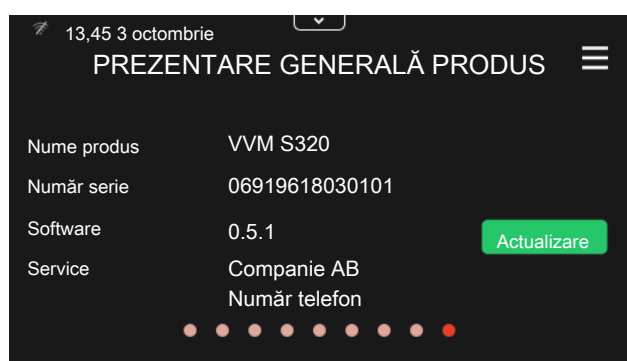 13,45 3 octombrie
PREZENTARE GENERALĂ PRODUS
Nume produs VVM S320
Număr serie 06919618030101
Software 0.5.1
Actualizare
Service Companie AB
Număr telefon